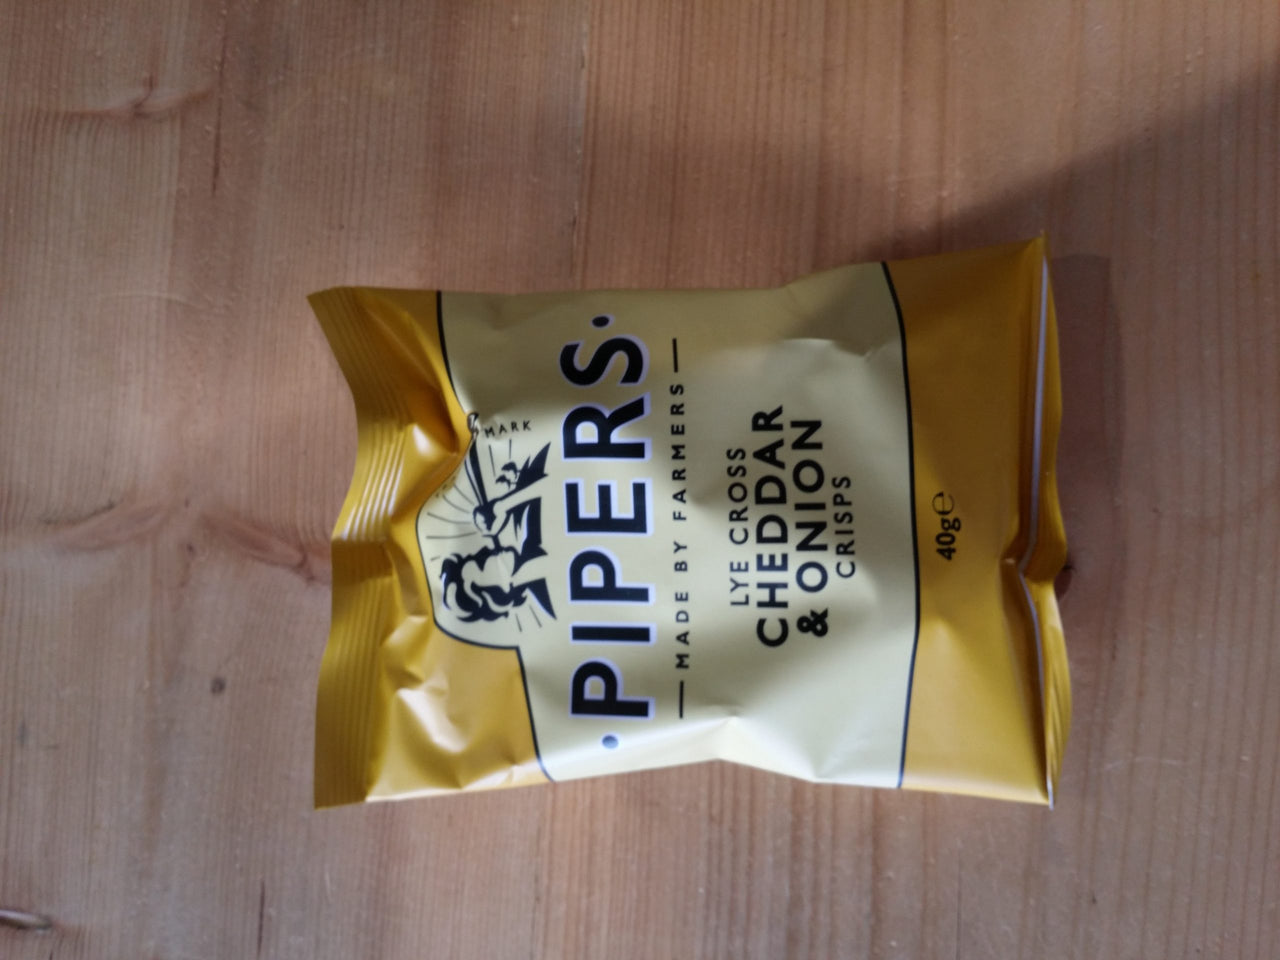 MARK
PIPERS
MADE BY FARMERS
LYE CROSS
CHEDDAR
& ONION
CRISPS
40g℮